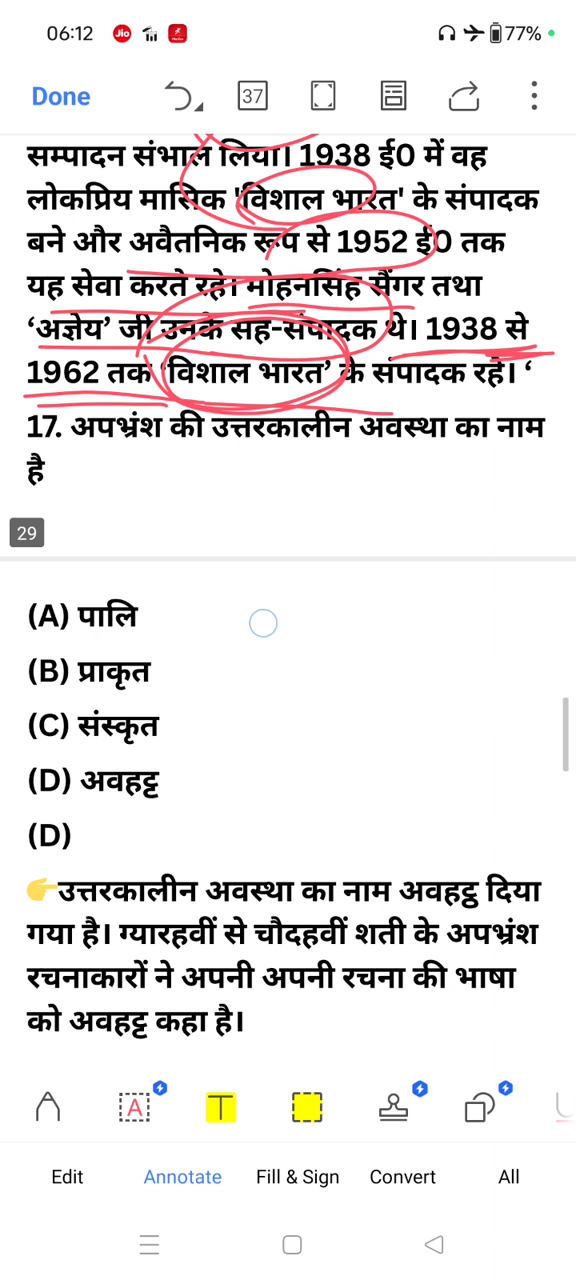 06:12
Jio
77%
Done
37
सम्पादन संभाल लिया। 1938 ई0 में वह
लोकप्रिय मासिक 'विशाल भारत' के संपादक
बने और अवैतनिक रूप से 1952 ई0 तक
यह सेवा करते रहे। मोहनसिंह सैंगर तथा
‘अज्ञेय’ जी उनके सह-संपादक थे। 1938 से
1962 तक ‘विशाल भारत’ के संपादक रहे। ‘
17. अपभ्रंश की उत्तरकालीन अवस्था का नाम
है
29
(A) पालि
(B) प्राकृत
(C) संस्कृत
(D) अवहट्ट
(D)
👉उत्तरकालीन अवस्था का नाम अवहट्ठ दिया
गया है। ग्यारहवीं से चौदहवीं शती के अपभ्रंश
रचनाकारों ने अपनी अपनी रचना की भाषा
को अवहट्ट कहा है।
A
T
Edit
Annotate
Fill & Sign
Convert
All